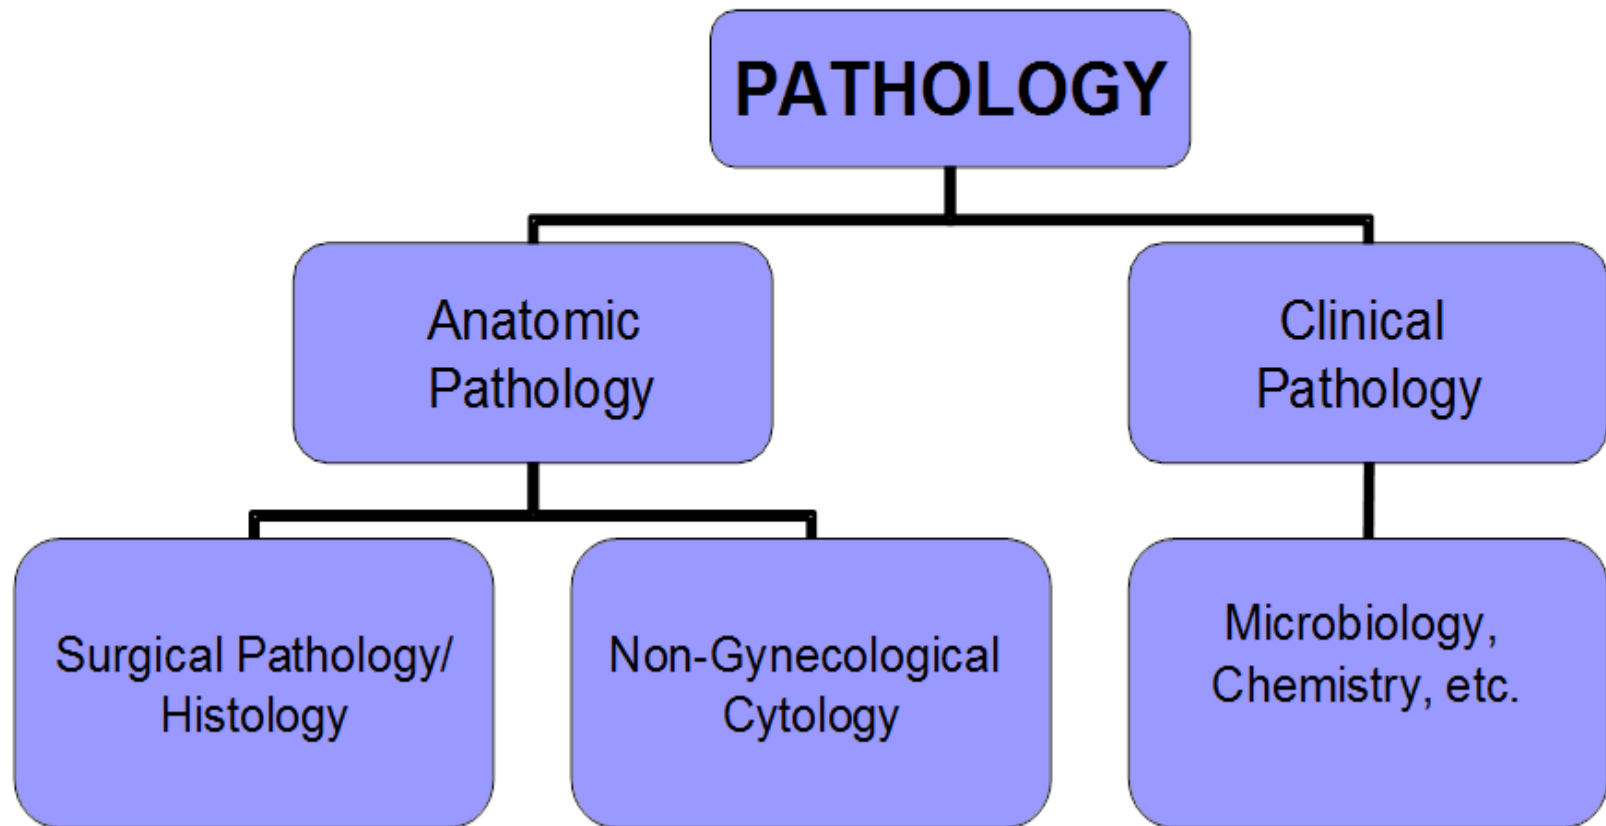 PATHOLOGY
Anatomic
Pathology
Clinical
Pathology
Surgical Pathology/
Histology
Non-Gynecological
Cytology
Microbiology,
Chemistry, etc.